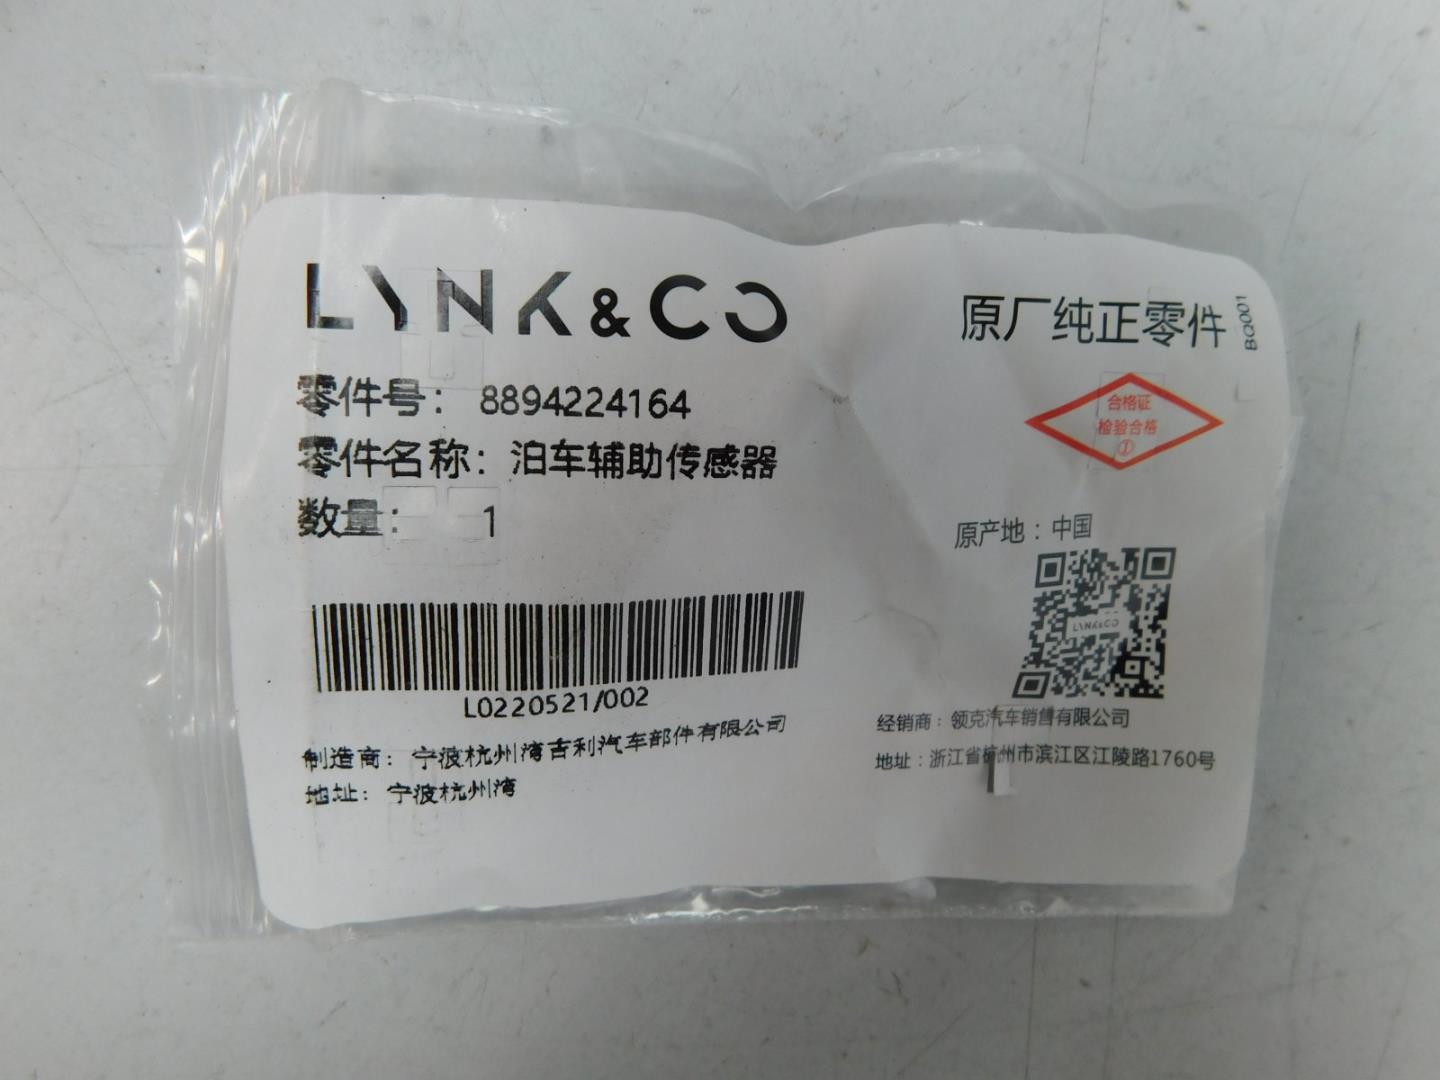 LYNK&CO
零件号： 8894224164
零件名称：泊车辅助传感器
数量： 1
L0220521/002
制造商： 宁波杭州湾吉利汽车部件有限公司
地址： 宁波杭州湾
原厂纯正零件
BQ001
合格证
检验合格
①
原产地：中国
LYNK&CO
经销商：领克汽车销售有限公司
地址：浙江省杭州市滨江区江陵路1760号